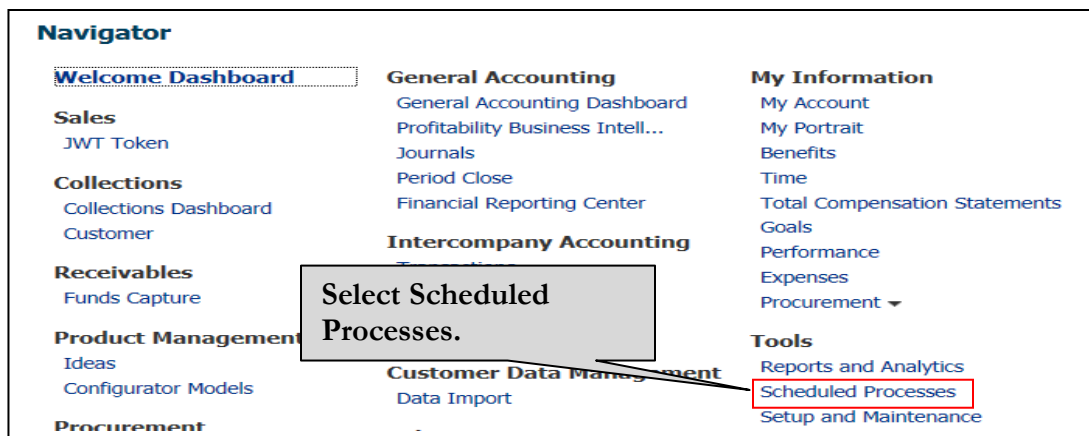 Navigator
Welcome Dashboard
Sales
JWT Token
Collections
Collections Dashboard
Customer
Receivables
Funds Capture
Product Management
Ideas
Configurator Models
Procurement
General Accounting
General Accounting Dashboard
Profitability Business Intell...
Journals
Period Close
Financial Reporting Center
Intercompany Accounting
Select Scheduled
Processes.
Customer Data Management
Data Import
My Information
My Account
My Portrait
Benefits
Time
Total Compensation Statements
Goals
Performance
Expenses
Procurement
Tools
Reports and Analytics
Scheduled Processes
Setup and Maintenance